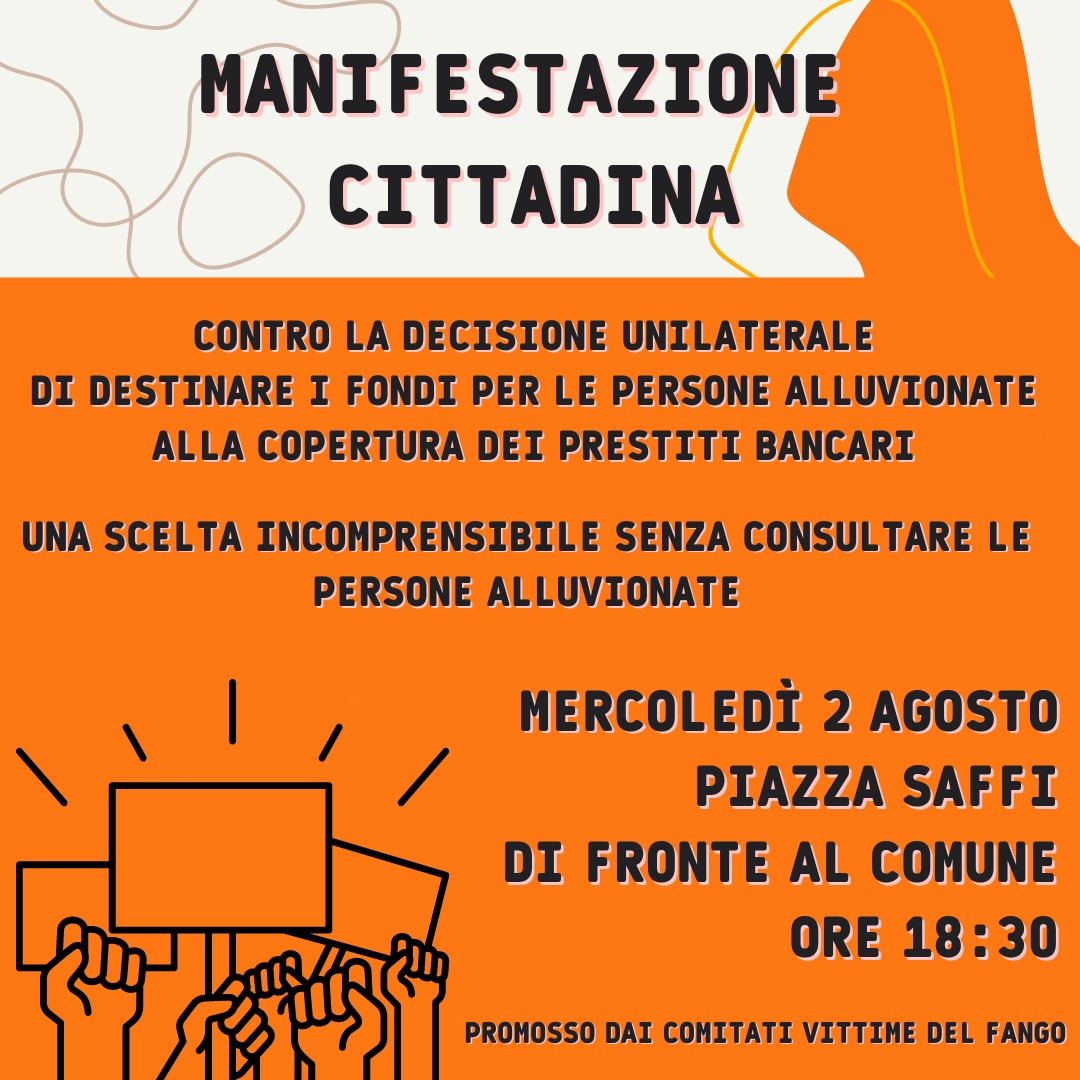 MANIFESTAZIONE
CITTADINA
CONTRO LA DECISIONE UNILATERALE
DI DESTINARE I FONDI PER LE PERSONE ALLUVIONATE
ALLA COPERTURA DEI PRESTITI BANCARI
UNA SCELTA INCOMPRENSIBILE SENZA CONSULTARE LE
PERSONE ALLUVIONATE
MERCOLEDÌ 2 AGOSTO
PIAZZA SAFFI
DI FRONTE AL COMUNE
ORE 18:30
PROMOSSO DAI COMITATI VITTIME DEL FANGO